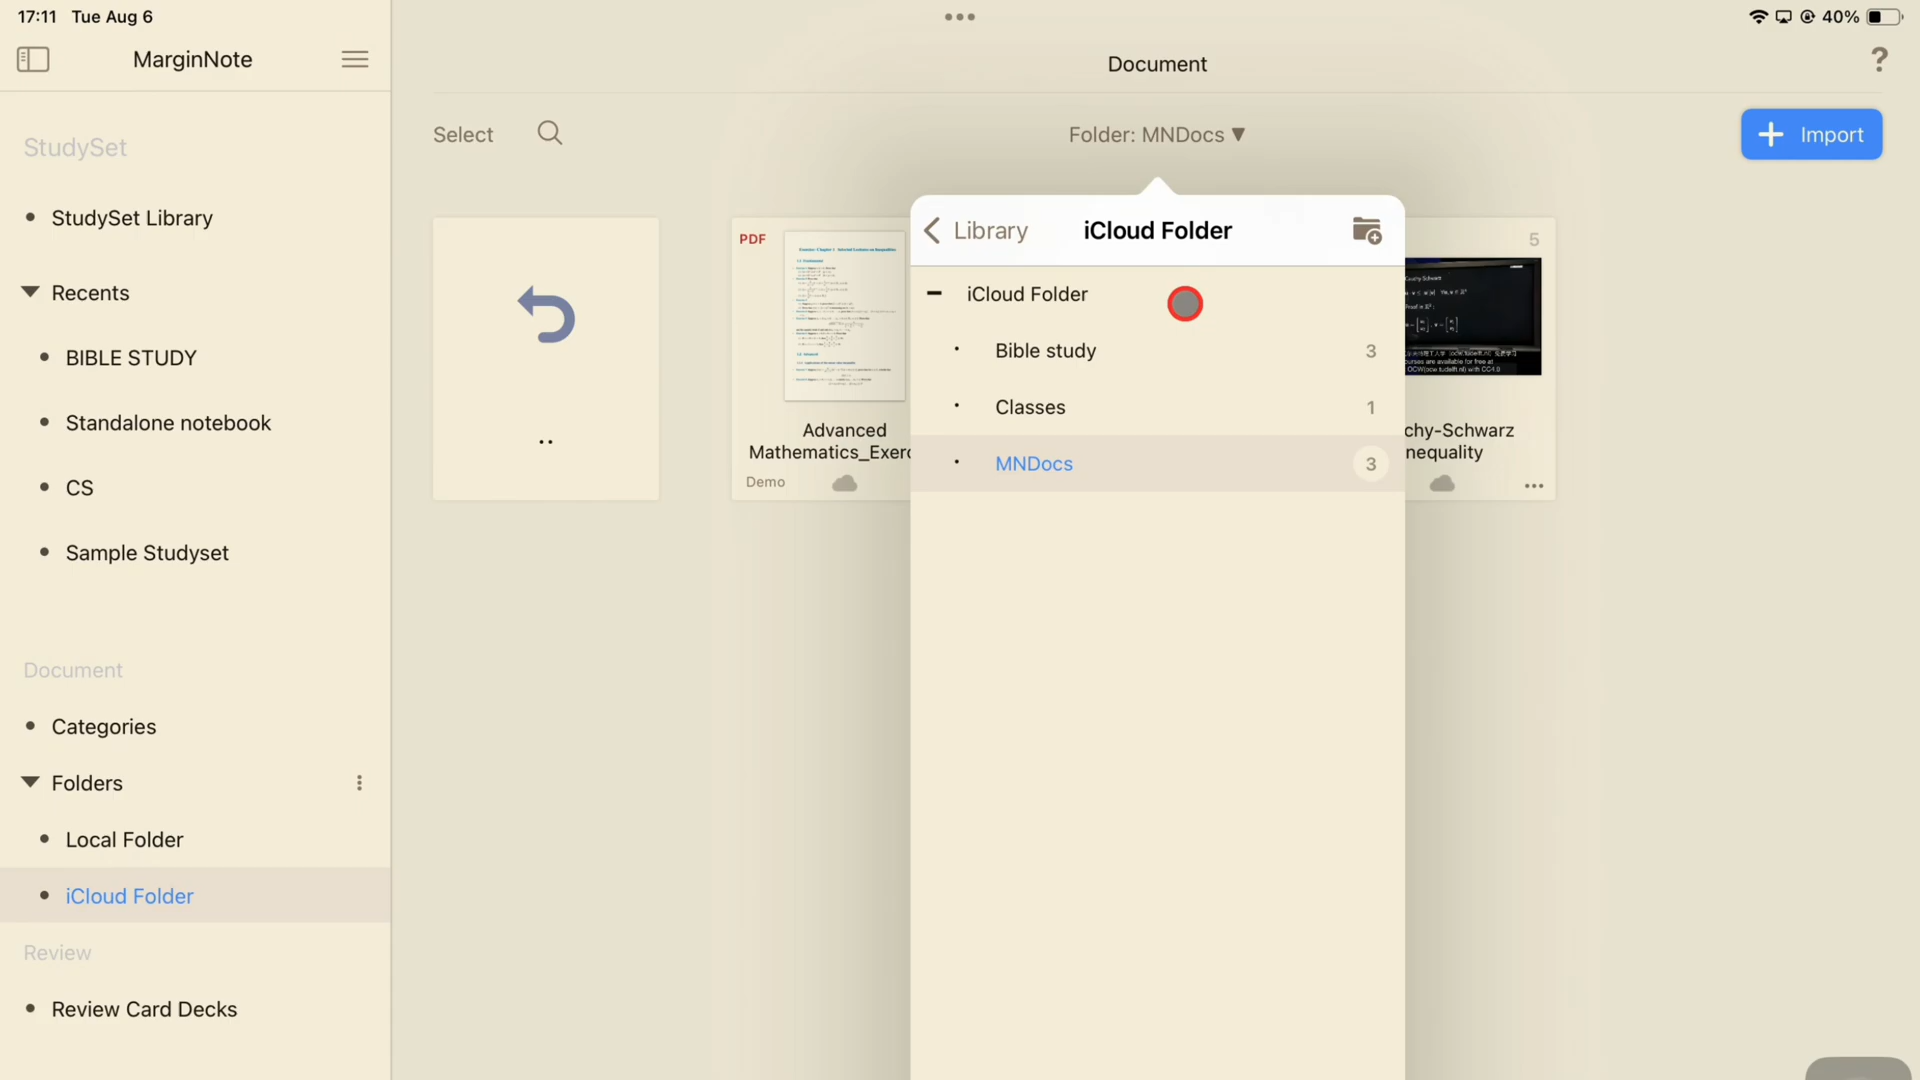 17:11 Tue Aug 6
40%
MarginNote
Document
?
StudySet
Select
Folder: MNDocs ▼
+ Import
StudySet Library
Recents
BIBLE STUDY
Standalone notebook
CS
Sample Studyset
Document
Categories
Folders
Local Folder
iCloud Folder
Review
Review Card Decks
..
PDF
Advanced
Mathematics_Exerc
Demo
Library
iCloud Folder
iCloud Folder
Bible study 3
Classes 1
MNDocs 3
5
chy-Schwarz
nequality